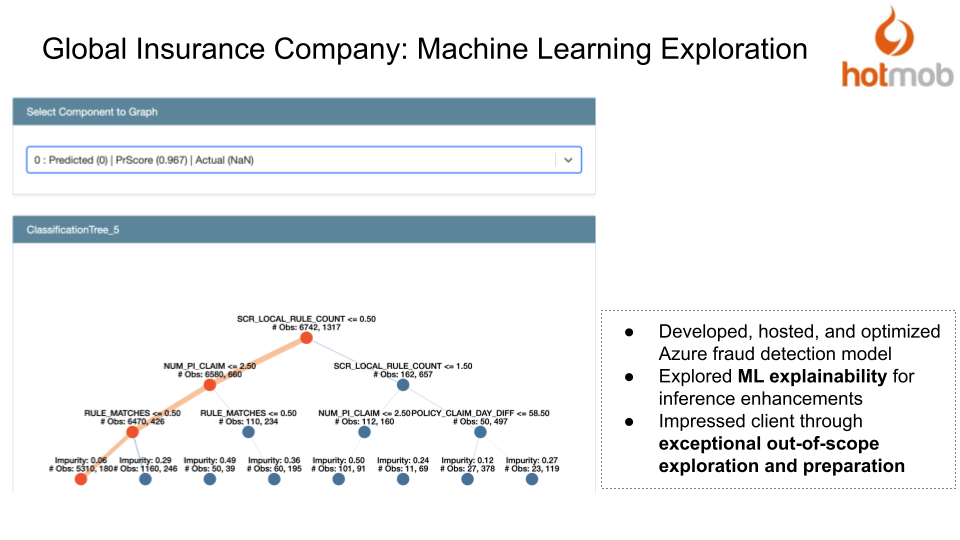 Global Insurance Company: Machine Learning Exploration
hotmob
Select Component to Graph
0 : Predicted (0) | PrScore (0.967) | Actual (NaN)
ClassificationTree_5
SCR_LOCAL_RULE_COUNT <= 0.50
# Obs: 6742, 1317
NUM_PI_CLAIM <= 2.50
# Obs: 6580, 660
SCR_LOCAL_RULE_COUNT <= 1.50
# Obs: 162, 657
RULE_MATCHES <= 0.50
# Obs: 6470, 426
RULE_MATCHES <= 0.50
# Obs: 110, 234
NUM_PI_CLAIM <= 2.50
# Obs: 112, 160
POLICY_CLAIM_DAY_DIFF <= 58.50
# Obs: 50, 497
Impurity: 0.06
# Obs: 5310, 180
Impurity: 0.29
# Obs: 1160, 246
Impurity: 0.49
# Obs: 50, 39
Impurity: 0.36
# Obs: 60, 195
Impurity: 0.50
# Obs: 101, 91
Impurity: 0.24
# Obs: 11, 69
Impurity: 0.12
# Obs: 27, 378
Impurity: 0.27
# Obs: 23, 119
● Developed, hosted, and optimized
Azure fraud detection model
● Explored ML explainability for
inference enhancements
● Impressed client through
exceptional out-of-scope
exploration and preparation